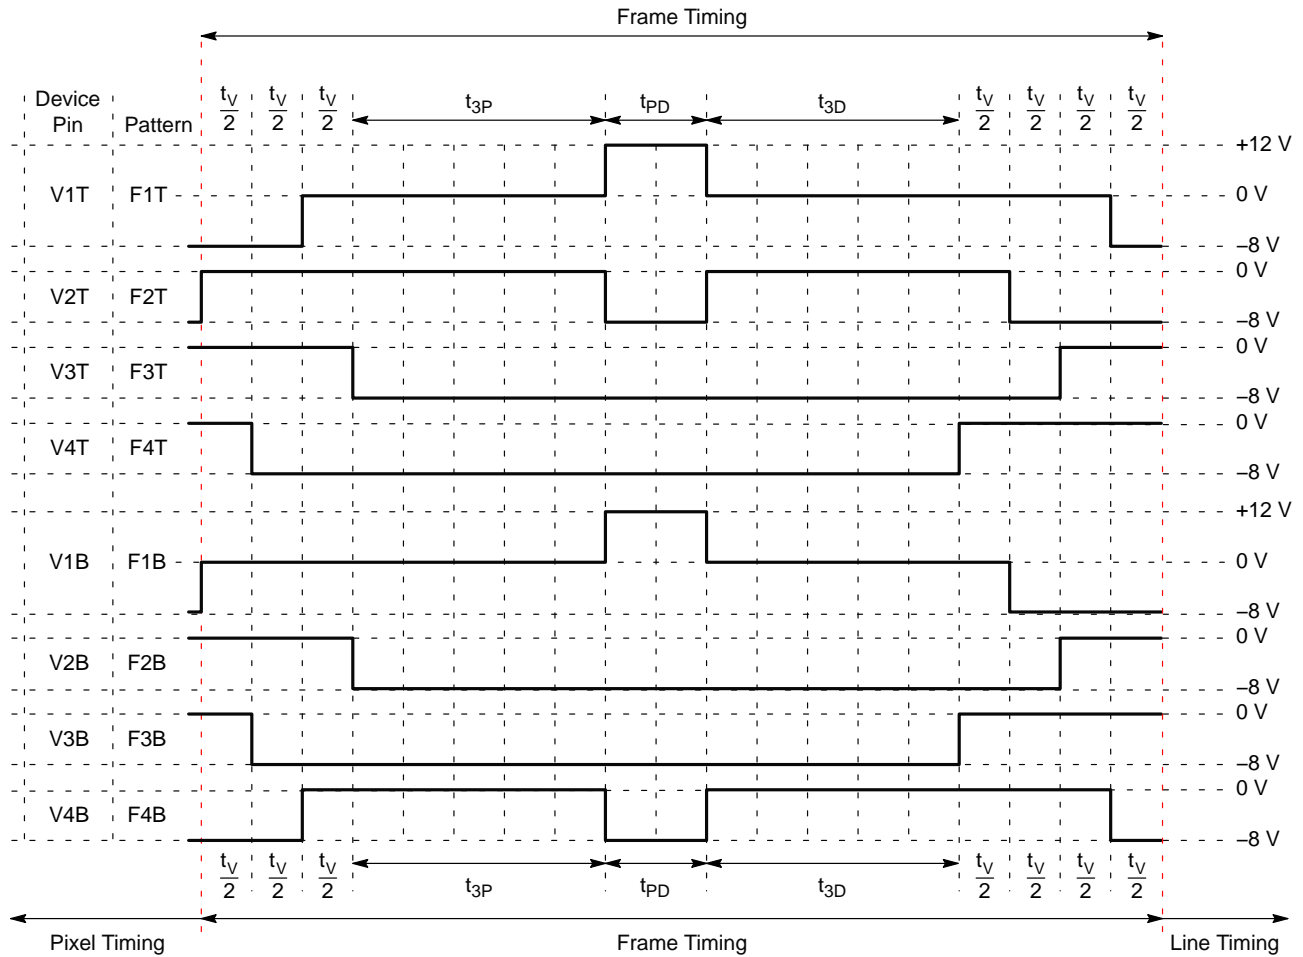 Frame Timing
Device Pin Pattern
tV/2 tV/2 tV/2 t3P tPD t3D tV/2 tV/2 tV/2 tV/2
+12 V
V1T F1T 0 V
–8 V
0 V
V2T F2T
–8 V
0 V
V3T F3T
–8 V
0 V
V4T F4T
–8 V
+12 V
V1B F1B 0 V
–8 V
0 V
V2B F2B
–8 V
0 V
V3B F3B
–8 V
0 V
V4B F4B
–8 V
tV/2 tV/2 tV/2 t3P tPD t3D tV/2 tV/2 tV/2 tV/2
Pixel Timing Frame Timing Line Timing